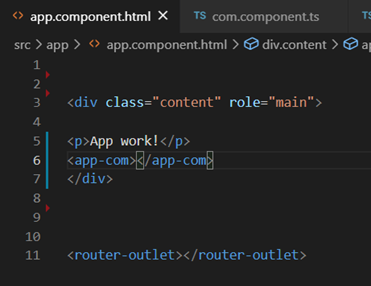 <> app.component.html X TS com.component.ts
src > app > <> app.component.html > div.content >
1
2
3 <div class="content" role="main">
4
5 <p>App work!</p>
6 <app-com></app-com>
7 </div>
8
9
10
11 <router-outlet></router-outlet>